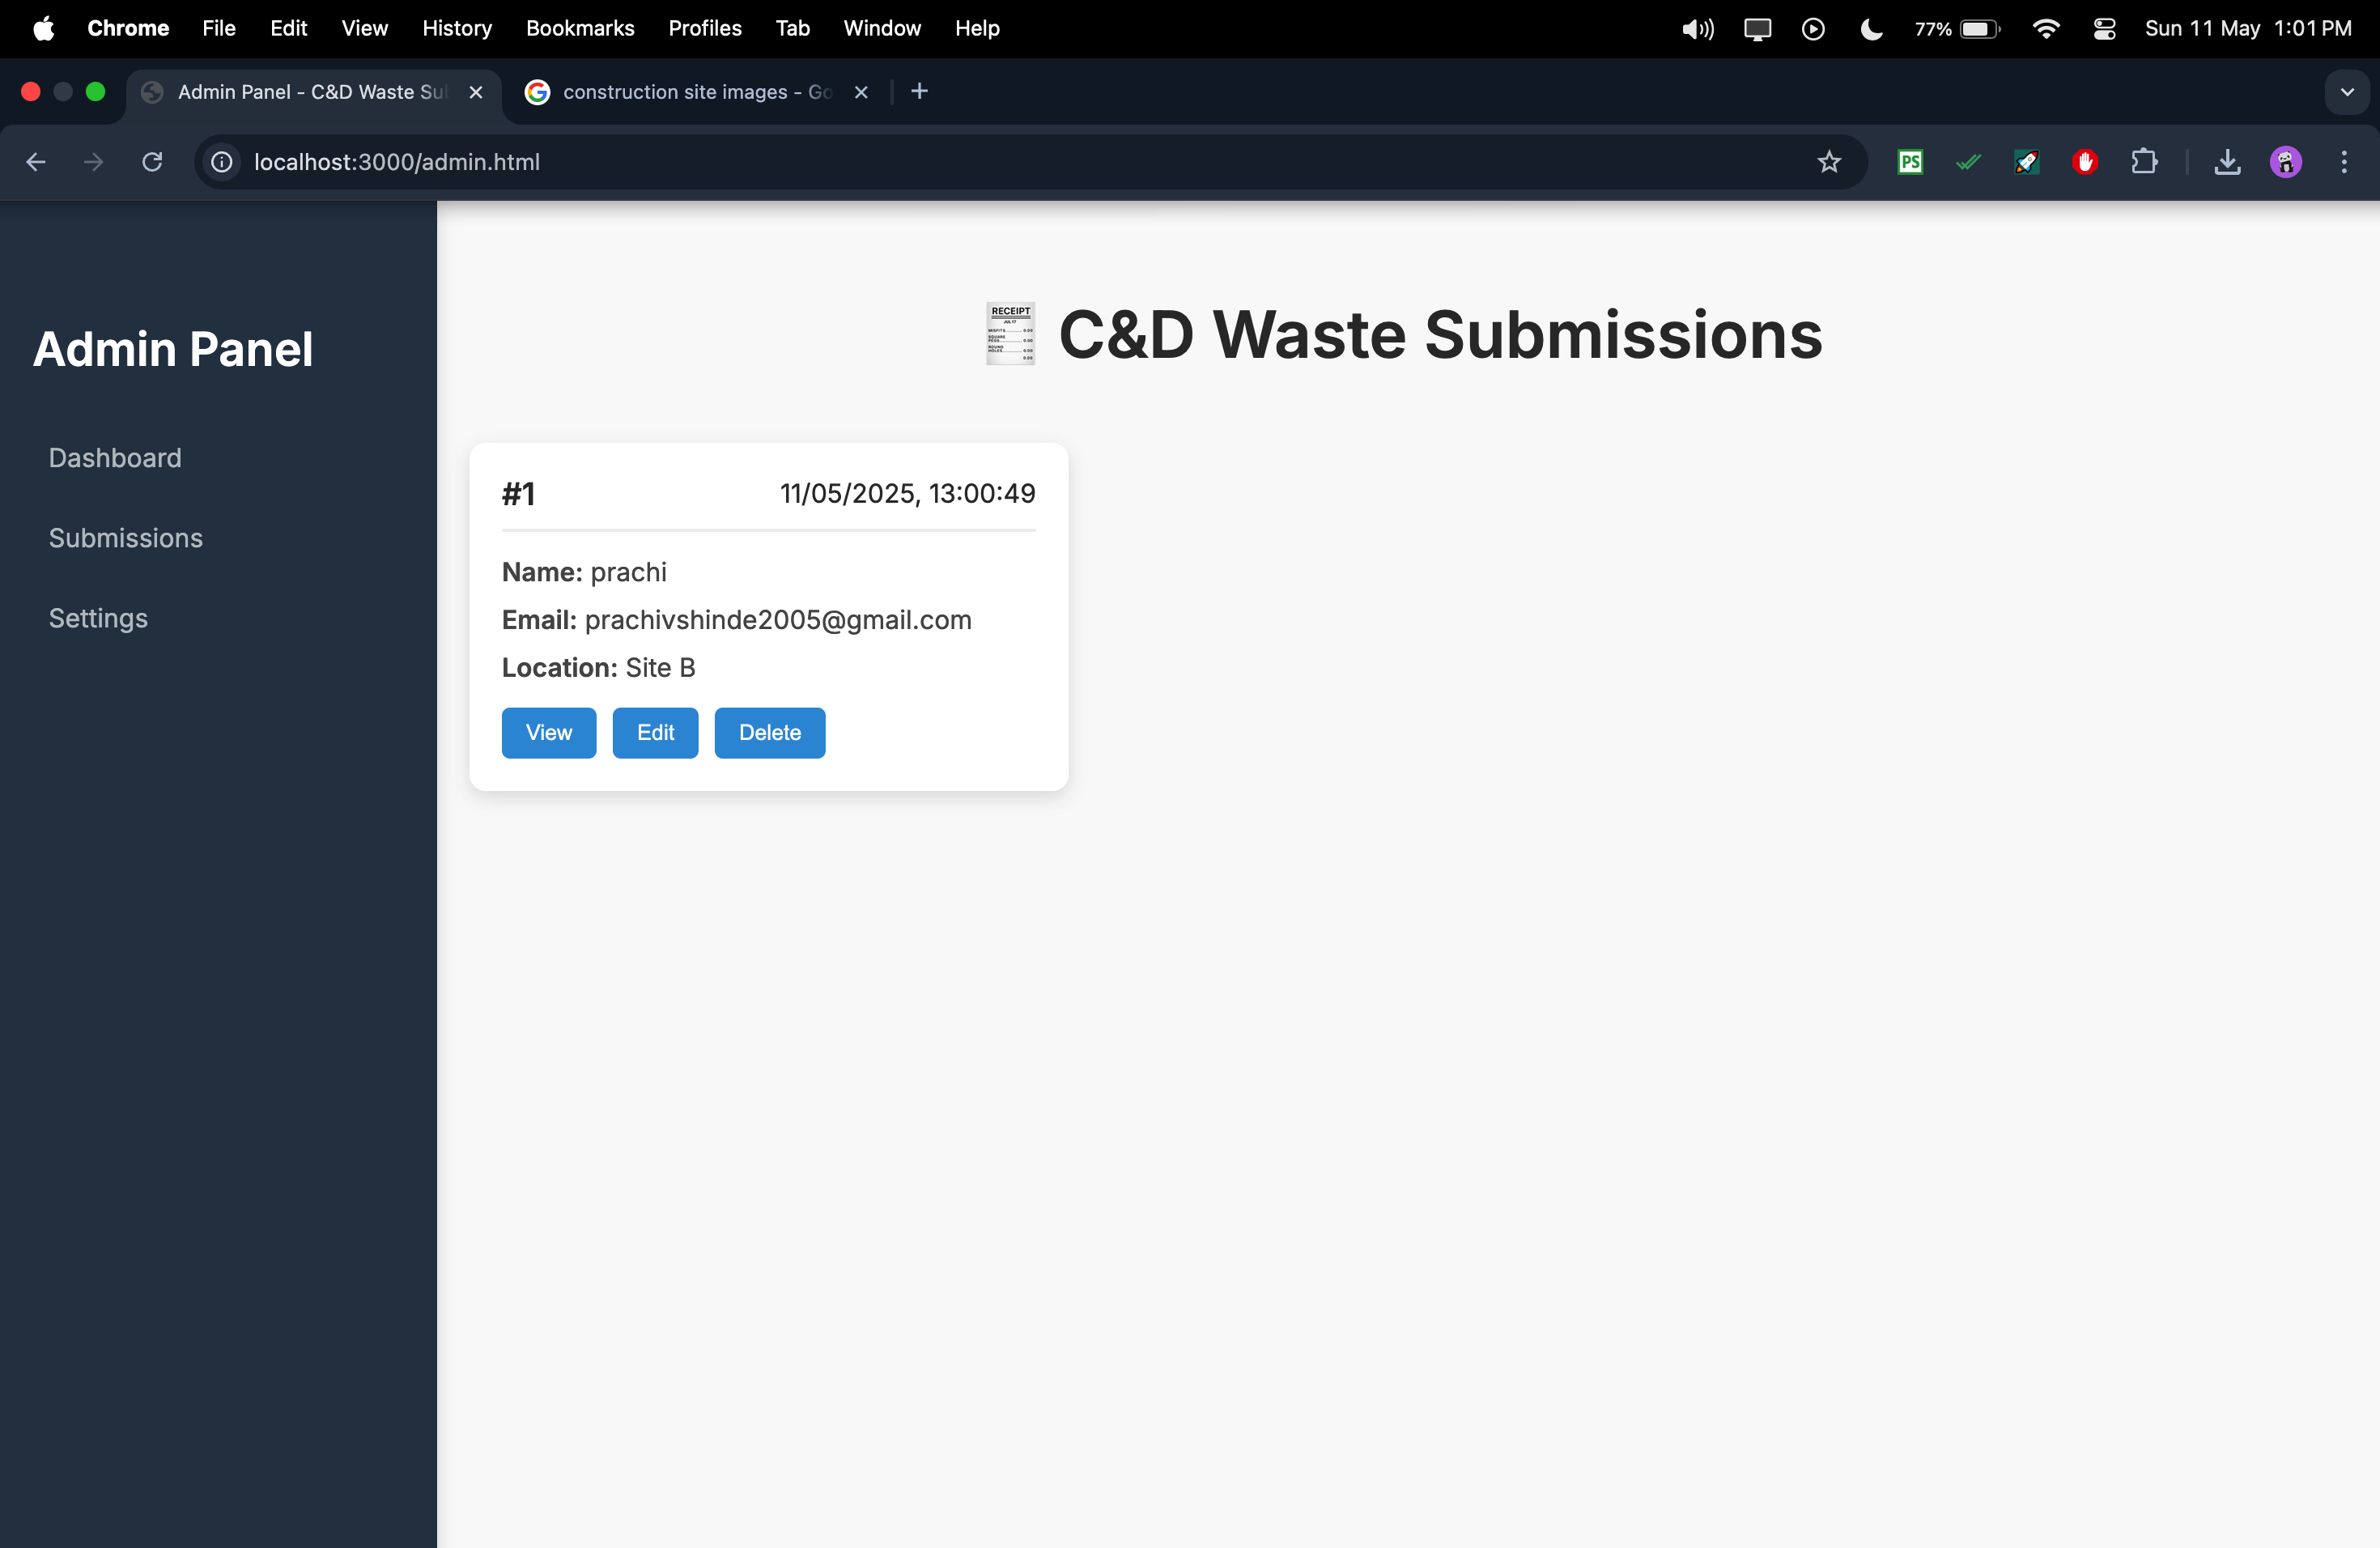 Chrome File Edit View History Bookmarks Profiles Tab Window Help 77% Sun 11 May 1:01 PM
Admin Panel - C&D Waste Su construction site images - Go
localhost:3000/admin.html PS
Admin Panel
Dashboard
Submissions
Settings
RECEIPT
C&D Waste Submissions
#1 11/05/2025, 13:00:49
Name: prachi
Email: prachivshinde2005@gmail.com
Location: Site B
View Edit Delete